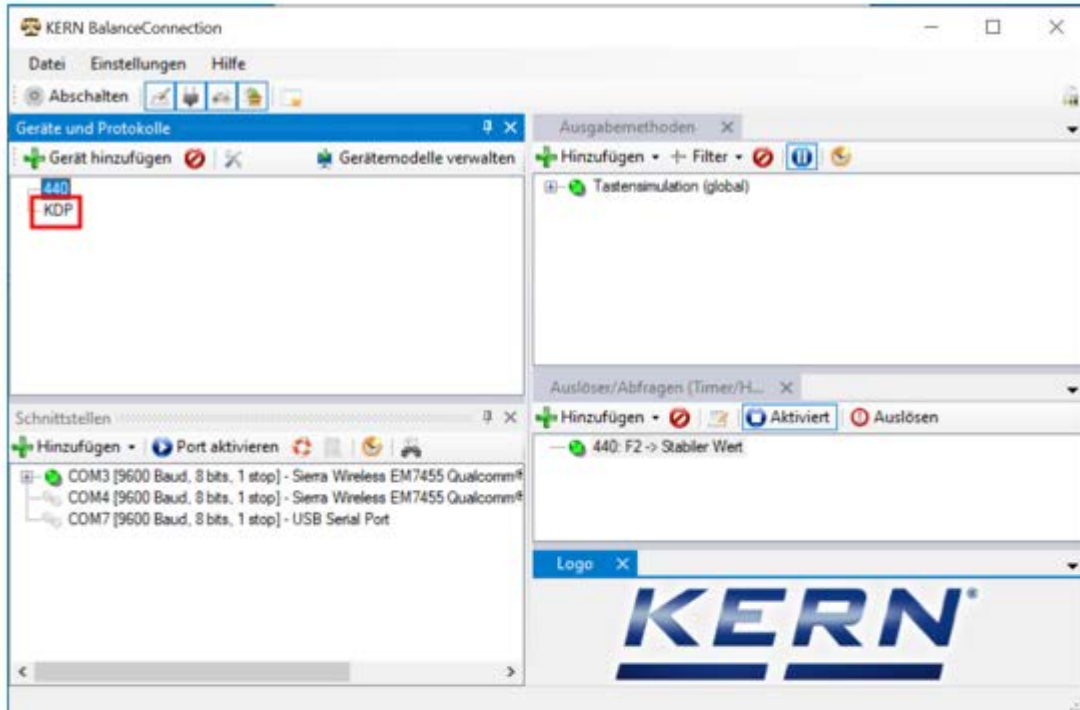 KERN BalanceConnection
Datei Einstellungen Hilfe
Abschalten
Geräte und Protokolle
Gerät hinzufügen Gerätemodelle verwalten
440
KDP
Ausgabemethoden
Hinzufügen Filter
Tastensimulation (global)
Auslöser/Abfragen (Timer/H...
Hinzufügen Aktiviert Auslösen
440: F2 -> Stabiler Wert
Schnittstellen
Hinzufügen Port aktivieren
COM3 [9600 Baud, 8 bits, 1 stop] - Sierra Wireless EM7455 Qualcomm®
COM4 [9600 Baud, 8 bits, 1 stop] - Sierra Wireless EM7455 Qualcomm®
COM7 [9600 Baud, 8 bits, 1 stop] - USB Serial Port
Logo
KERN®